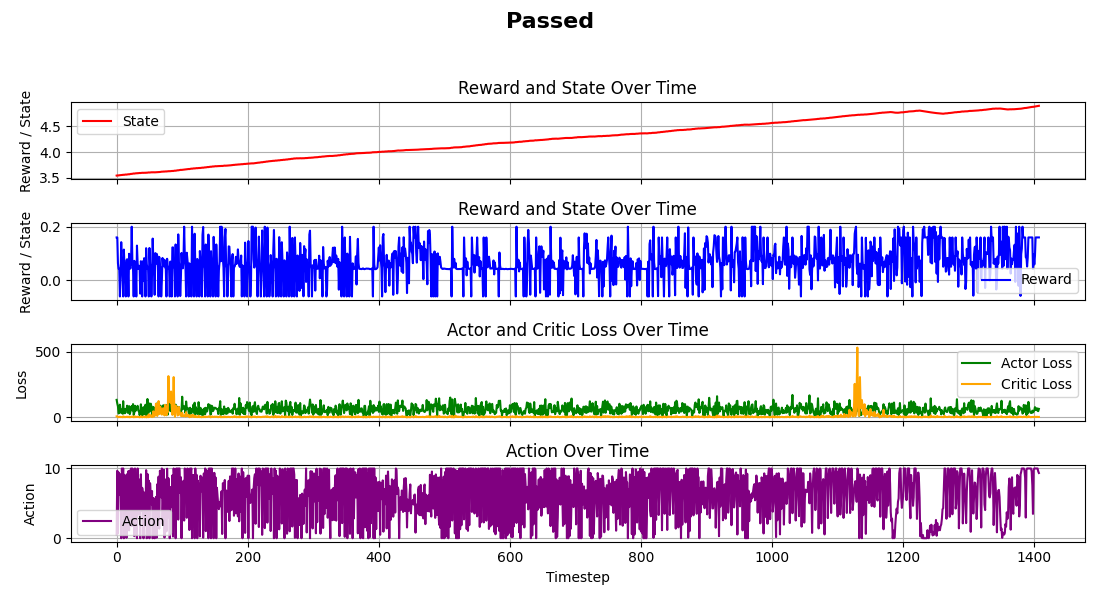 Passed
Reward and State Over Time
Reward / State
4.5
4.0
3.5
State
Reward and State Over Time
Reward / State
0.2
0.0
Reward
Actor and Critic Loss Over Time
Loss
500
0
Actor Loss
Critic Loss
Action Over Time
Action
10
0
Action
0 200 400 600 800 1000 1200 1400
Timestep